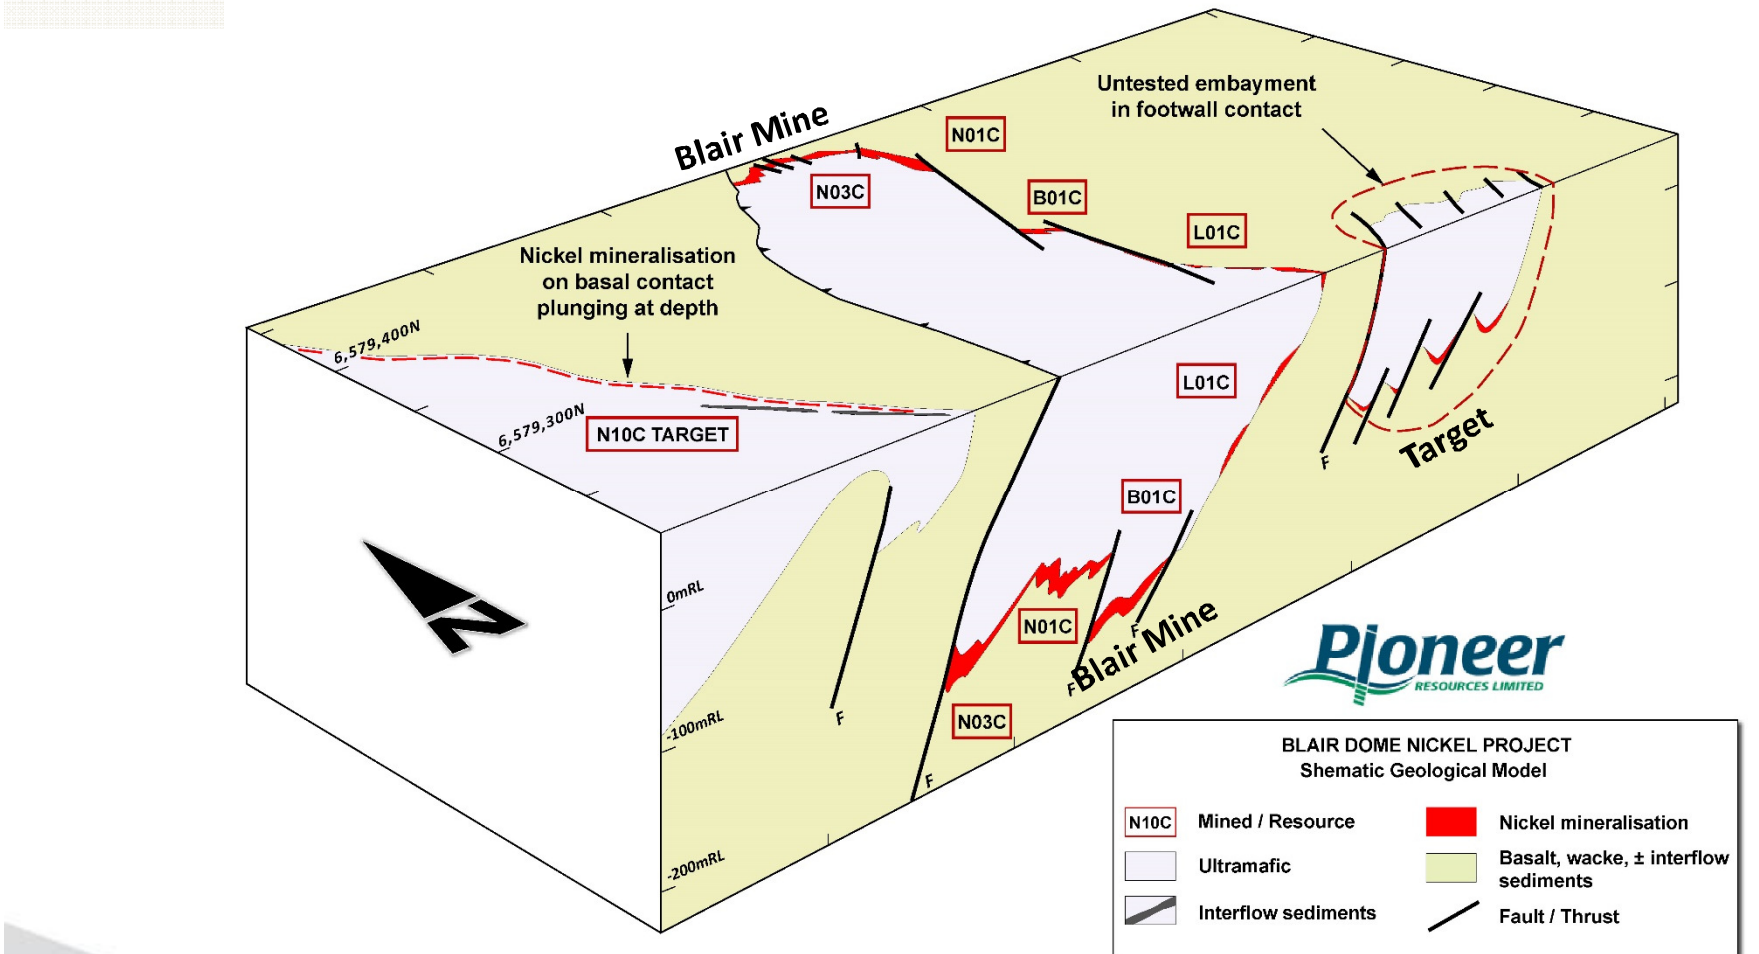 Blair Mine
N01C
Untested embayment
in footwall contact
N03C
B01C
L01C
Nickel mineralisation
on basal contact
plunging at depth
6,579,400N
6,579,300N
N10C TARGET
L01C
Target
F
B01C
0mRL
N01C
F
Blair Mine
F
-100mRL
F
N03C
F
-200mRL
N
Pioneer
RESOURCES LIMITED
BLAIR DOME NICKEL PROJECT
Shematic Geological Model
N10C Mined / Resource
Nickel mineralisation
Ultramafic
Basalt, wacke, ± interflow
sediments
Interflow sediments
Fault / Thrust